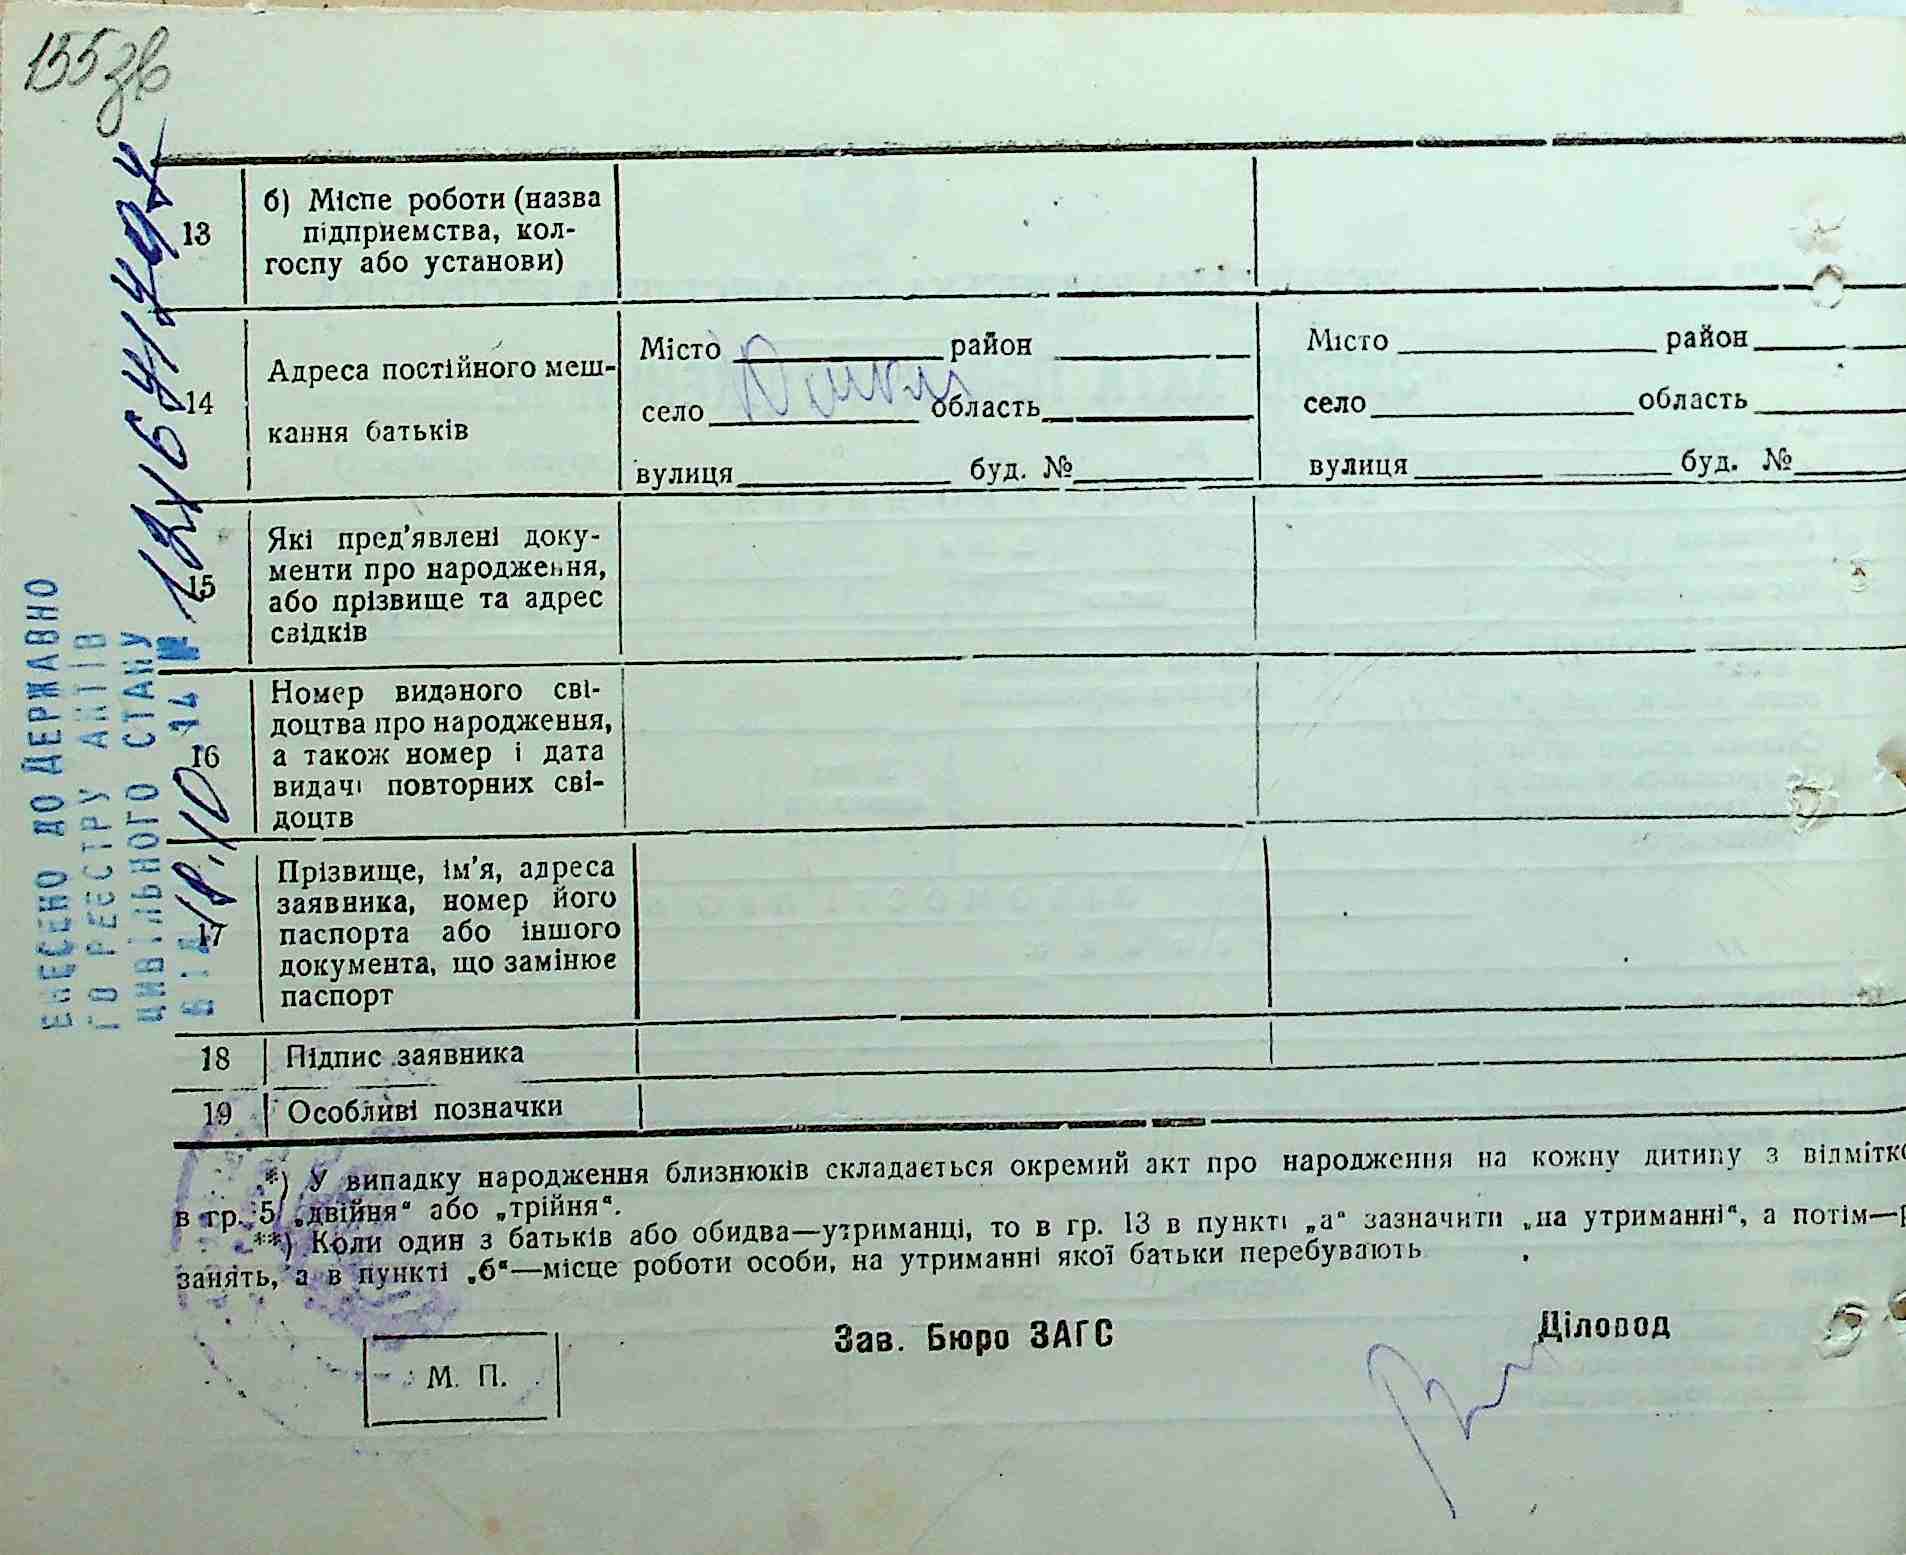 155зв
13
б) Місце роботи (назва
підприємства, кол-
госпу або установи)
14
Адреса постійного меш-
кання батьків
Місто район
село область
вулиця буд. №
Місто район
село область
вулиця буд. №
15
Які пред'явлені доку-
менти про народження,
або прізвище та адрес
свідків
16
Номер виданого сві-
доцтва про народження,
а також номер і дата
видачі повторних сві-
доцтв
17
Прізвище, ім'я, адреса
заявника, номер його
паспорта або іншого
документа, що замінює
паспорт
18 Підпис заявника
19 Особливі позначки
*) У випадку народження близнюків складається окремий акт про народження на кожну дитину з відмітко
в гр. 5 „двійня“ або „трійня“.
**) Коли один з батьків або обидва—утриманці, то в гр. 13 в пункті „а“ зазначити „на утриманні“, а потім—р
занять, а в пункті „б“—місце роботи особи, на утриманні якої батьки перебувають
Зав. Бюро ЗАГС
Діловод
М. П.
ВНЕСЕНО ДО ДЕРЖАВНО
ГО РЕЄСТРУ АКТІВ
ЦИВІЛЬНОГО СТАНУ
ВІД 14 №